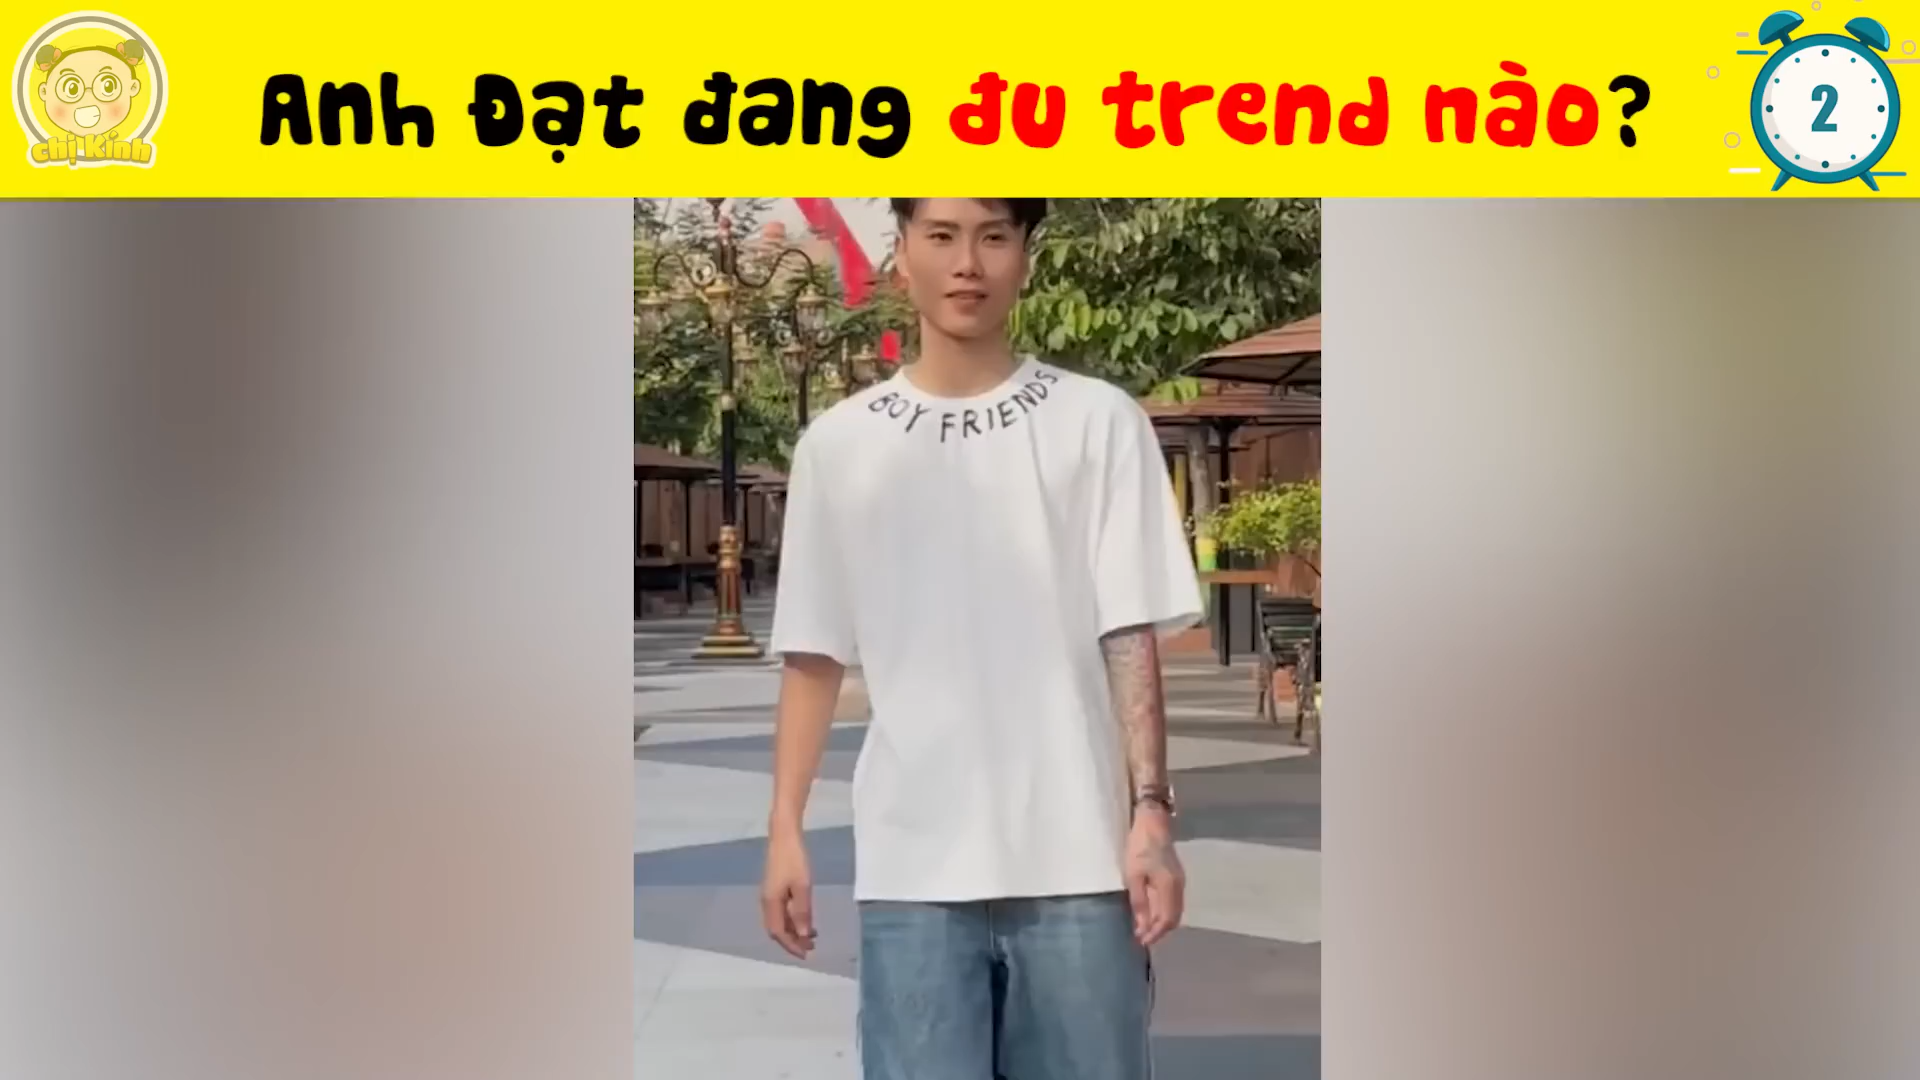 Anh Đạt đang đu trend nào?
2
chị Kính
BOY FRIENDS